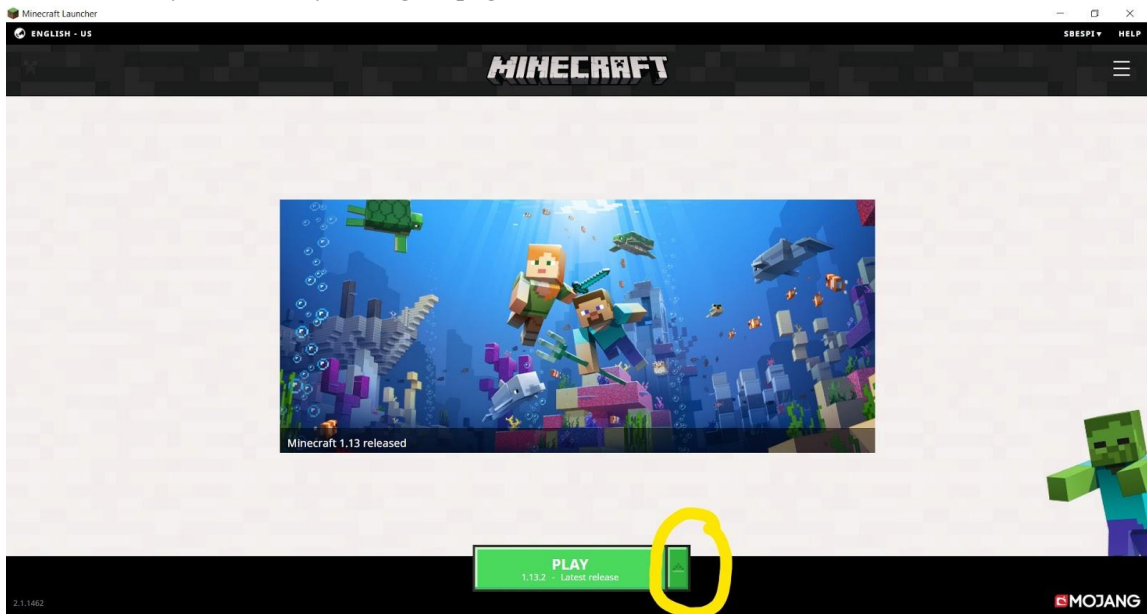 Minecraft Launcher
ENGLISH - US
SBESPI▾ HELP
MINECRAFT
Minecraft 1.13 released
PLAY
1.13.2 - Latest release
2.1.1462
MOJANG